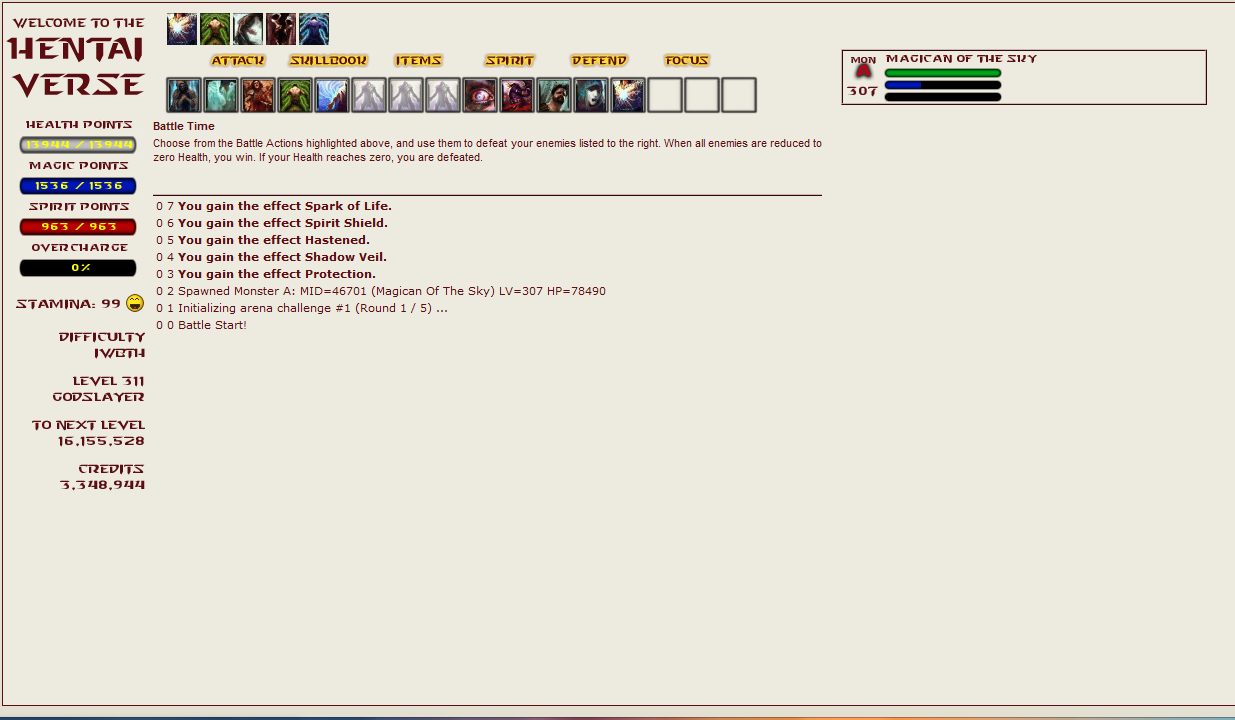 WELCOME TO THE
HENTAI
VERSE
HEALTH POINTS
13944 / 13944
MAGIC POINTS
1536 / 1536
SPIRIT POINTS
963 / 963
OVERCHARGE
0%
STAMINA: 99
DIFFICULTY
IWBTH
LEVEL 311
GODSLAYER
TO NEXT LEVEL
16,155,528
CREDITS
3,348,944
ATTACK SKILLBOOK ITEMS SPIRIT DEFEND FOCUS
Battle Time
Choose from the Battle Actions highlighted above, and use them to defeat your enemies listed to the right. When all enemies are reduced to
zero Health, you win. If your Health reaches zero, you are defeated.
0 7 You gain the effect Spark of Life.
0 6 You gain the effect Spirit Shield.
0 5 You gain the effect Hastened.
0 4 You gain the effect Shadow Veil.
0 3 You gain the effect Protection.
0 2 Spawned Monster A: MID=46701 (Magican Of The Sky) LV=307 HP=78490
0 1 Initializing arena challenge #1 (Round 1 / 5) ...
0 0 Battle Start!
MON
A
307
MAGICAN OF THE SKY